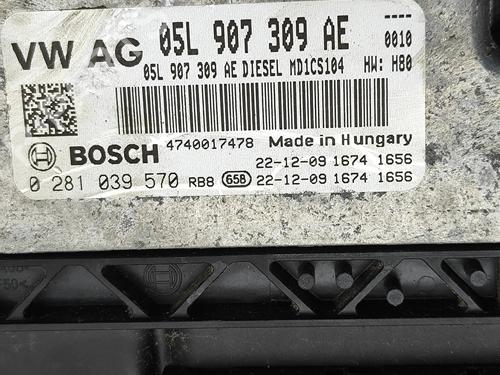 VW AG 05L 907 309 AE ----
0010
05L 907 309 AE DIESEL MD1CS104 HW: H80
BOSCH 4740017478 Made in Hungary
22-12-09 1674 1656
0 281 039 570 RB8 658 22-12-09 1674 1656